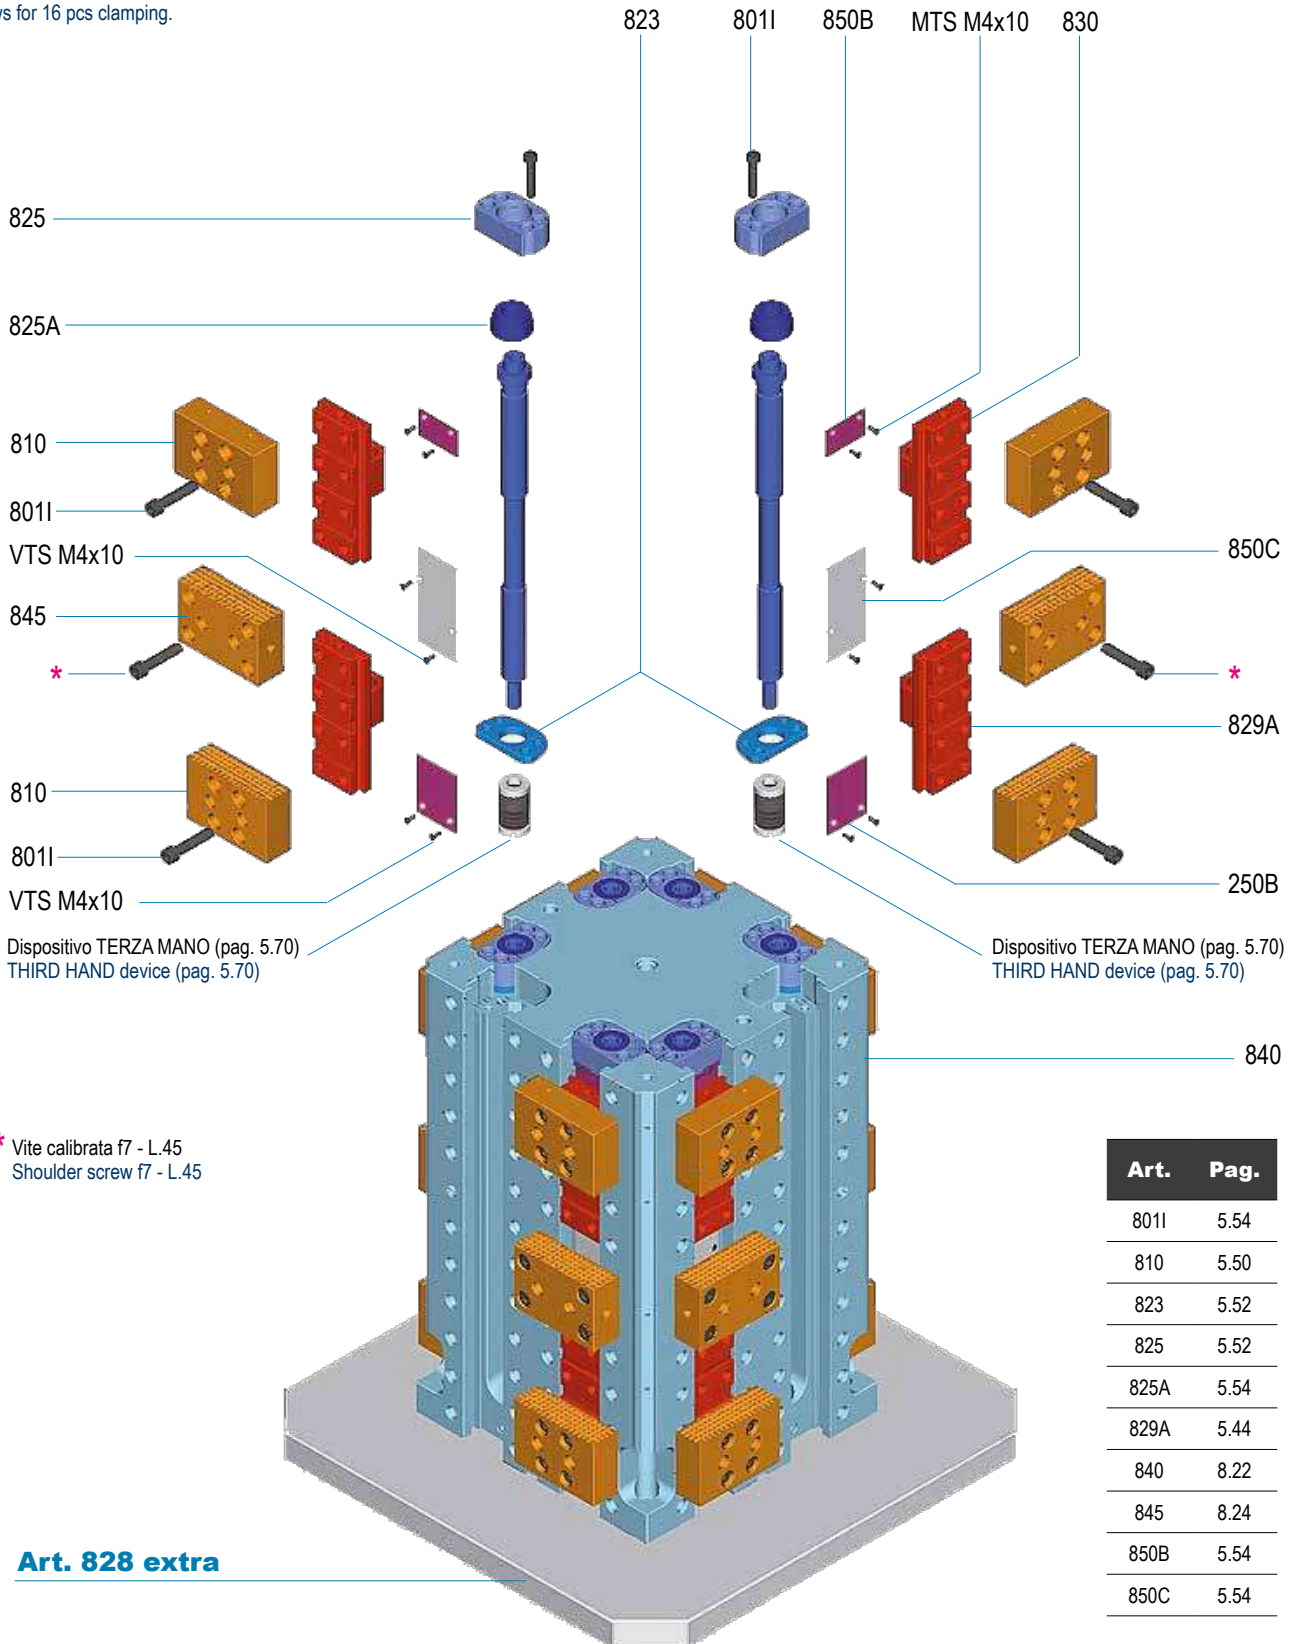 for 16 pcs clamping.
823 801I 850B MTS M4x10 830
825
825A
810
801I
VTS M4x10
850C
845
*
*
829A
810
801I
250B
VTS M4x10
Dispositivo TERZA MANO (pag. 5.70)
THIRD HAND device (pag. 5.70)
Dispositivo TERZA MANO (pag. 5.70)
THIRD HAND device (pag. 5.70)
840
* Vite calibrata f7 - L.45
Shoulder screw f7 - L.45
Art. Pag.
801I 5.54
810 5.50
823 5.52
825 5.52
825A 5.54
829A 5.44
840 8.22
845 8.24
850B 5.54
850C 5.54
Art. 828 extra